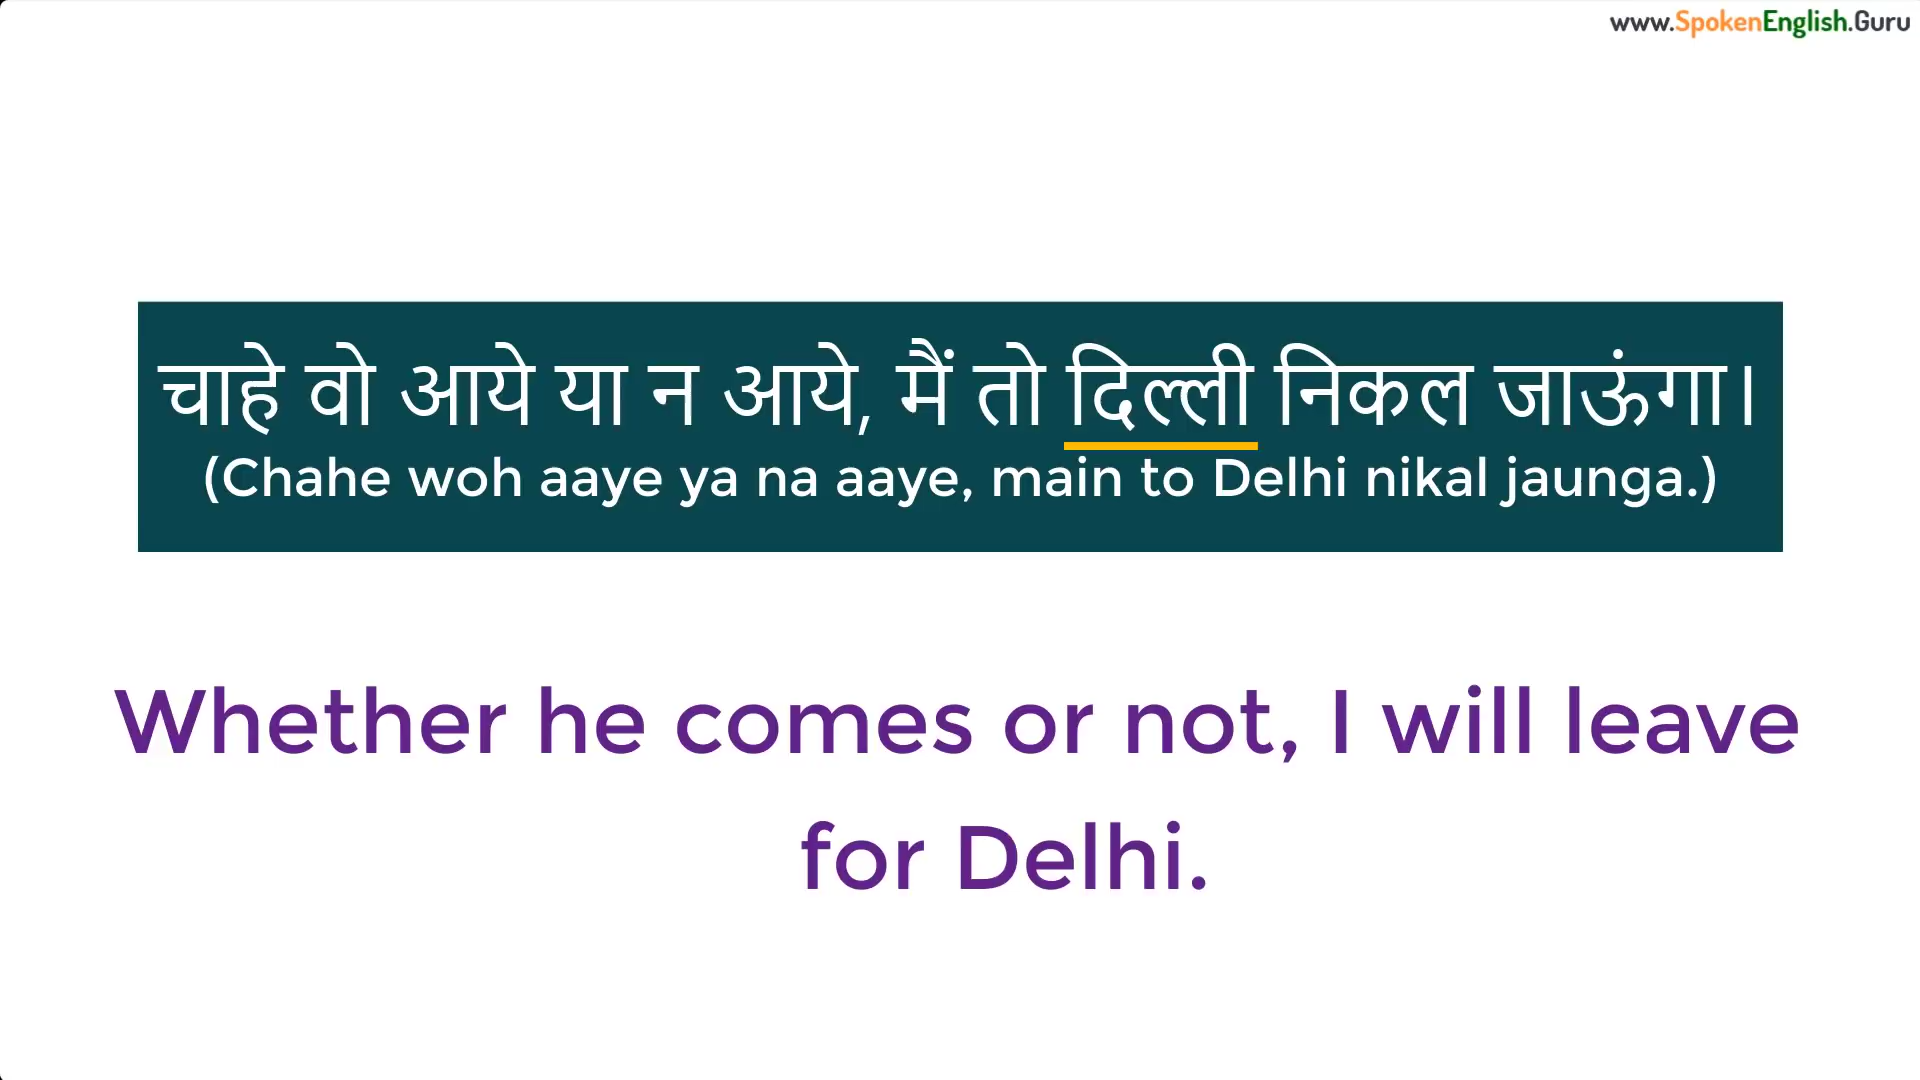 www.SpokenEnglish.Guru
चाहे वो आये या न आये, मैं तो दिल्ली निकल जाऊंगा।
(Chahe woh aaye ya na aaye, main to Delhi nikal jaunga.)
Whether he comes or not, I will leave
for Delhi.